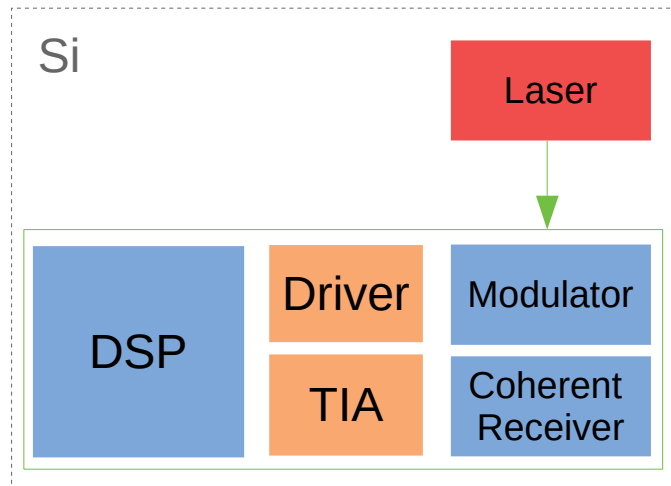 Si
Laser
DSP
Driver
Modulator
TIA
Coherent
Receiver